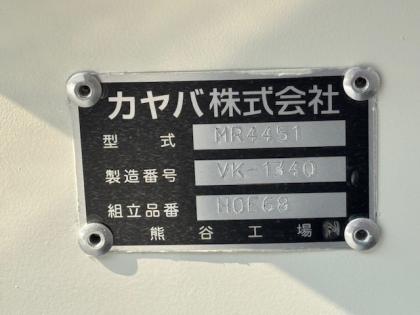 カヤバ株式会社
型式 MR4451
製造番号 VK-1340
組立品番 H0E68
熊谷工場